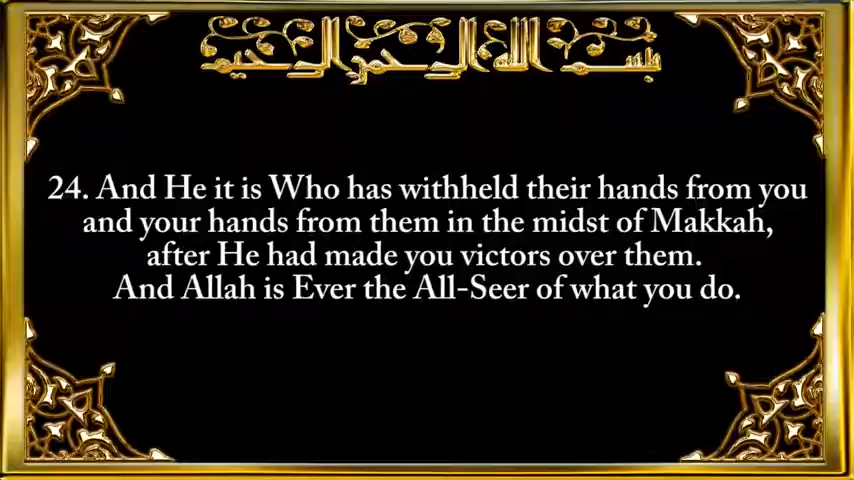 بسم الله الرحمن الرحيم
24. And He it is Who has withheld their hands from you
and your hands from them in the midst of Makkah,
after He had made you victors over them.
And Allah is Ever the All-Seer of what you do.